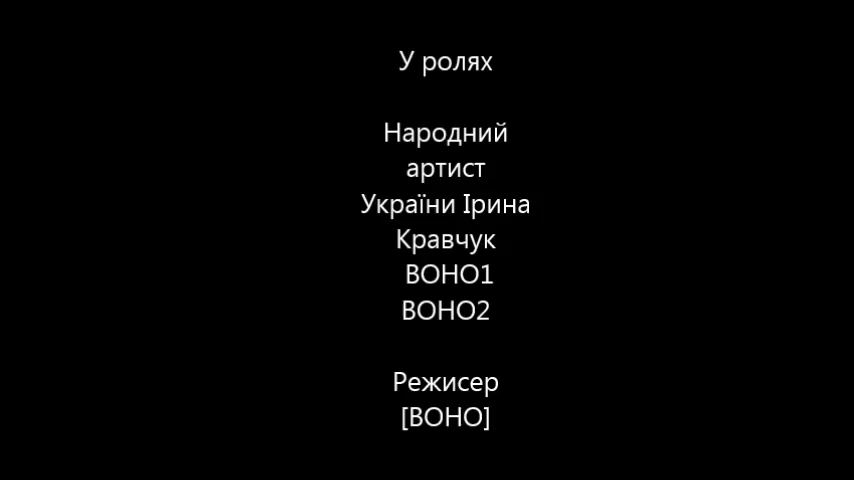 У ролях
Народний
артист
України Ірина
Кравчук
ВОНО1
ВОНО2
Режисер
[ВОНО]